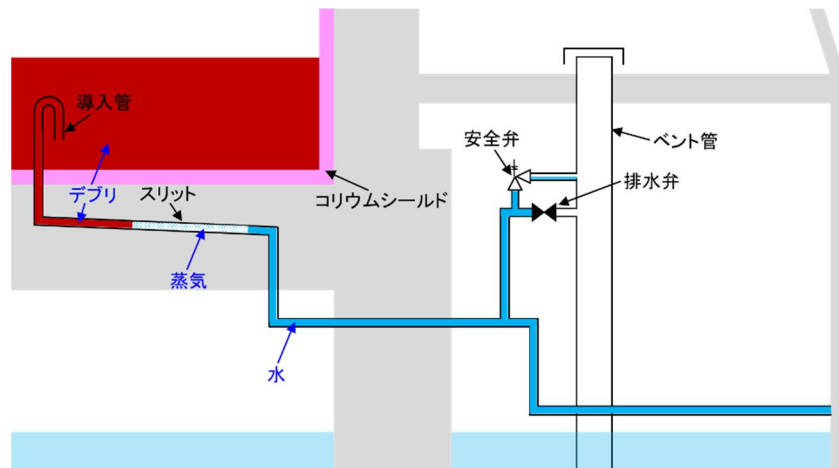 導入管
安全弁
ベント管
デブリ
スリット
コリウムシールド
排水弁
蒸気
水